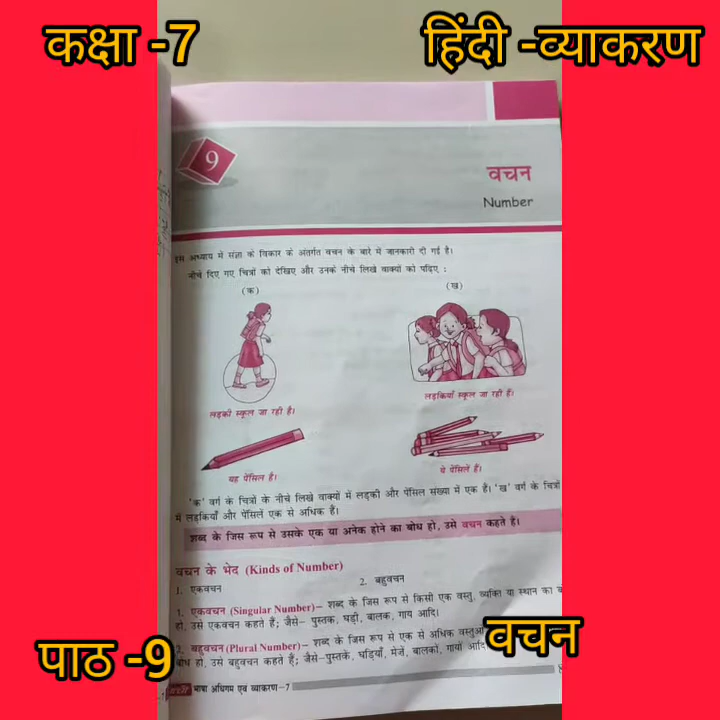 कक्षा -7
हिंदी -व्याकरण
9
वचन
Number
इस अध्याय में संज्ञा के विकार के अंतर्गत वचन के बारे में जानकारी दी गई है।
नीचे दिए गए चित्रों को देखिए और उनके नीचे लिखे वाक्यों को पढ़िए :
(क)
(ख)
लड़की स्कूल जा रही है।
लड़कियाँ स्कूल जा रही हैं।
यह पेंसिल है।
ये पेंसिलें हैं।
'क' वर्ग के चित्रों के नीचे लिखे वाक्यों में लड़की और पेंसिल संख्या में एक हैं। 'ख' वर्ग के चित्रों
में लड़कियाँ और पेंसिलें एक से अधिक हैं।
शब्द के जिस रूप से उसके एक या अनेक होने का बोध हो, उसे वचन कहते हैं।
वचन के भेद (Kinds of Number)
1. एकवचन
2. बहुवचन
1. एकवचन (Singular Number)– शब्द के जिस रूप से किसी एक वस्तु, व्यक्ति या स्थान का
हो, उसे एकवचन कहते हैं; जैसे– पुस्तक, घड़ी, बालक, गाय आदि।
2. बहुवचन (Plural Number)– शब्द के जिस रूप से एक से अधिक
बोध हो, उसे बहुवचन कहते हैं; जैसे–पुस्तकें, घड़ियाँ, मेज़ें, बालकों, गायों आदि
भाषा अधिगम एवं व्याकरण–7
पाठ -9
वचन